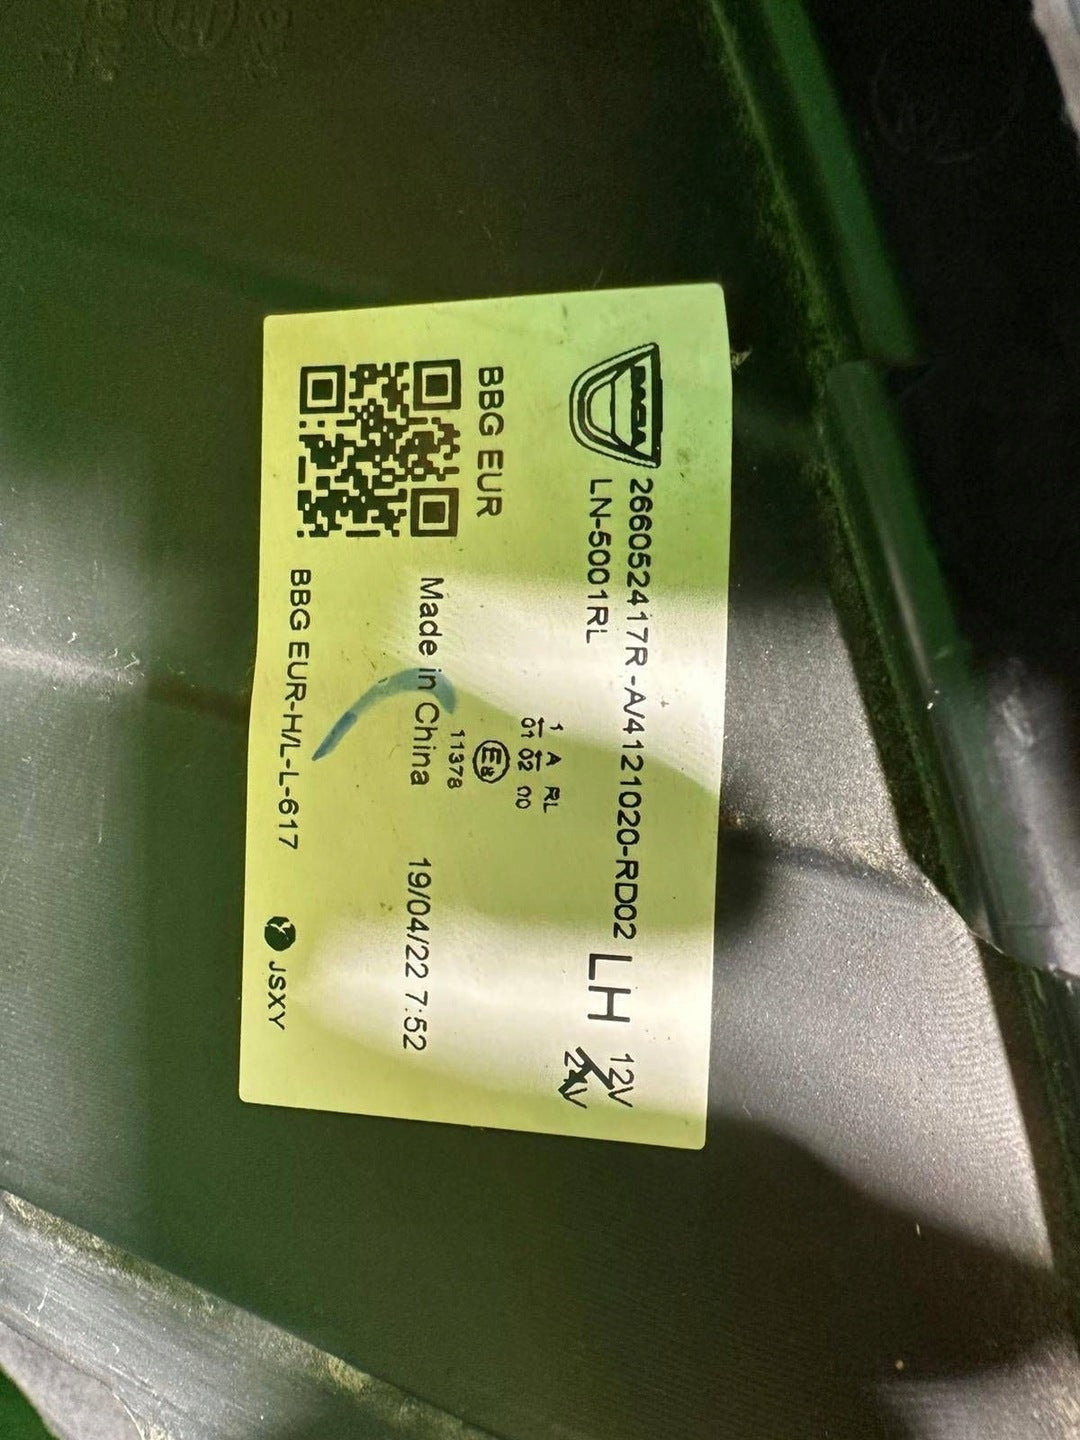 DACIA
266052417R-A/4121020-RD02 LH 12V
LN-5001RL
24V
BBG EUR
1 A RL
01 02 00
E8
11378
Made in China 19/04/22 7:52
BBG EUR-H/L-L-617 JSXY